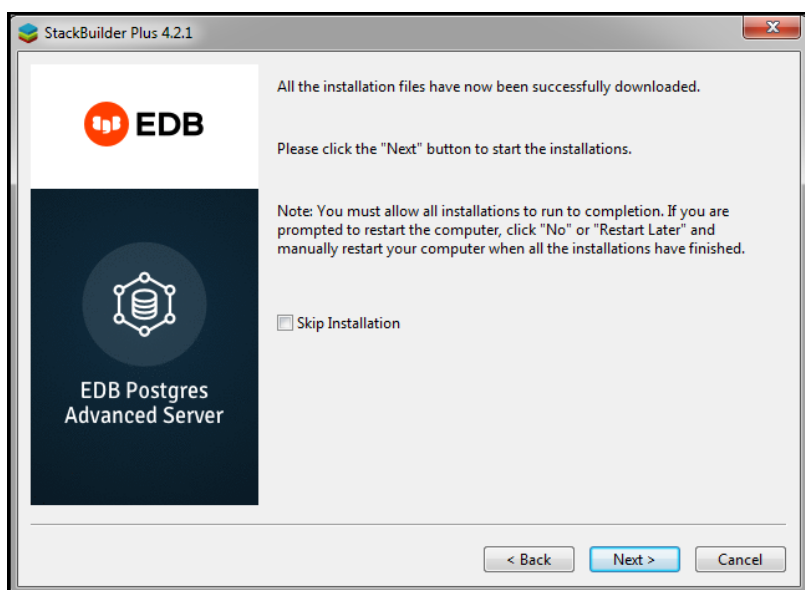 StackBuilder Plus 4.2.1
EDB
EDB Postgres
Advanced Server
All the installation files have now been successfully downloaded.
Please click the "Next" button to start the installations.
Note: You must allow all installations to run to completion. If you are
prompted to restart the computer, click "No" or "Restart Later" and
manually restart your computer when all the installations have finished.
Skip Installation
< Back
Next >
Cancel